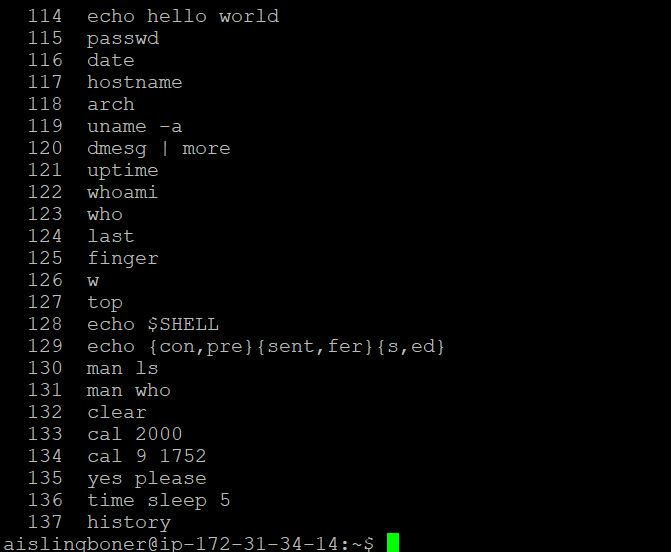 114 echo hello world
115 passwd
116 date
117 hostname
118 arch
119 uname -a
120 dmesg | more
121 uptime
122 whoami
123 who
124 last
125 finger
126 w
127 top
128 echo $SHELL
129 echo {con,pre}{sent,fer}{s,ed}
130 man ls
131 man who
132 clear
133 cal 2000
134 cal 9 1752
135 yes please
136 time sleep 5
137 history
aislingboner@ip-172-31-34-14:~$